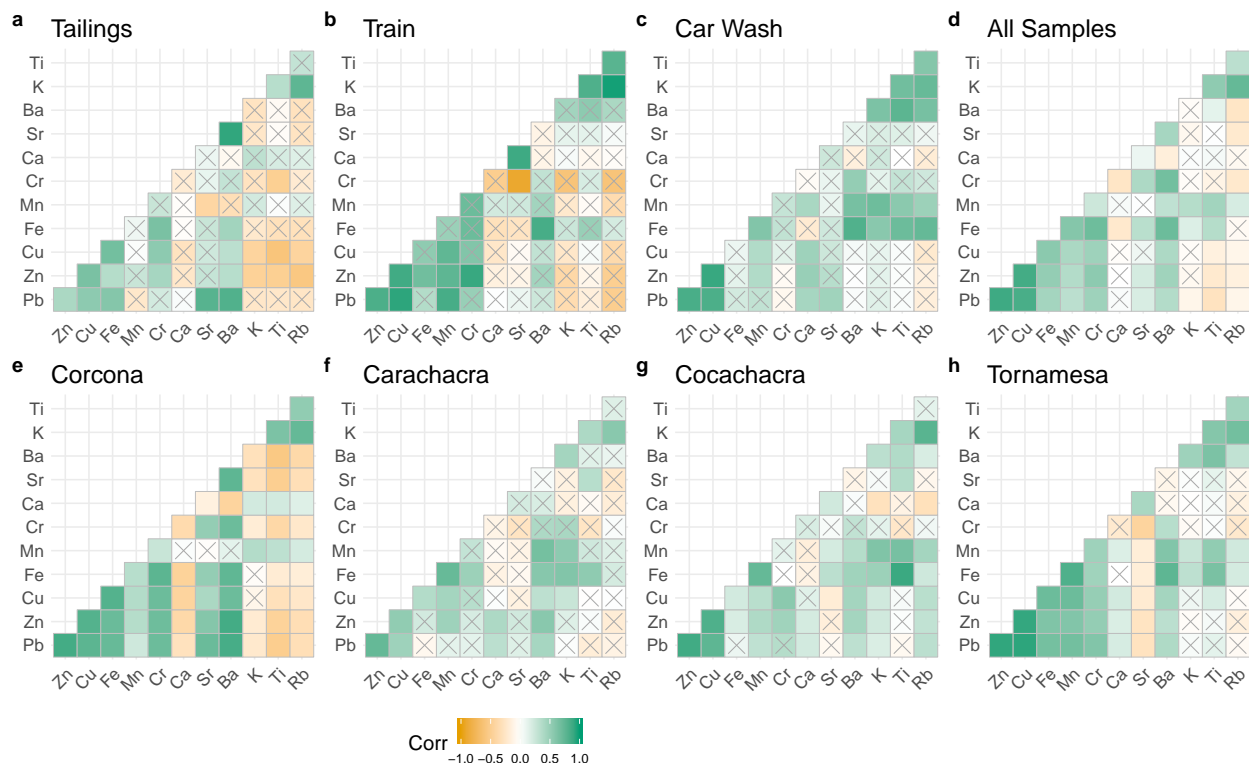 a Tailings
Ti
K
Ba
Sr
Ca
Cr
Mn
Fe
Cu
Zn
Pb
Zn Cu Fe Mn Cr Ca Sr Ba K Ti Rb
b Train
Ti
K
Ba
Sr
Ca
Cr
Mn
Fe
Cu
Zn
Pb
Zn Cu Fe Mn Cr Ca Sr Ba K Ti Rb
c Car Wash
Ti
K
Ba
Sr
Ca
Cr
Mn
Fe
Cu
Zn
Pb
Zn Cu Fe Mn Cr Ca Sr Ba K Ti Rb
d All Samples
Ti
K
Ba
Sr
Ca
Cr
Mn
Fe
Cu
Zn
Pb
Zn Cu Fe Mn Cr Ca Sr Ba K Ti Rb
e Corcona
Ti
K
Ba
Sr
Ca
Cr
Mn
Fe
Cu
Zn
Pb
Zn Cu Fe Mn Cr Ca Sr Ba K Ti Rb
f Carachacra
Ti
K
Ba
Sr
Ca
Cr
Mn
Fe
Cu
Zn
Pb
Zn Cu Fe Mn Cr Ca Sr Ba K Ti Rb
g Cocachacra
Ti
K
Ba
Sr
Ca
Cr
Mn
Fe
Cu
Zn
Pb
Zn Cu Fe Mn Cr Ca Sr Ba K Ti Rb
h Tornamesa
Ti
K
Ba
Sr
Ca
Cr
Mn
Fe
Cu
Zn
Pb
Zn Cu Fe Mn Cr Ca Sr Ba K Ti Rb
Corr
−1.0 −0.5 0.0 0.5 1.0